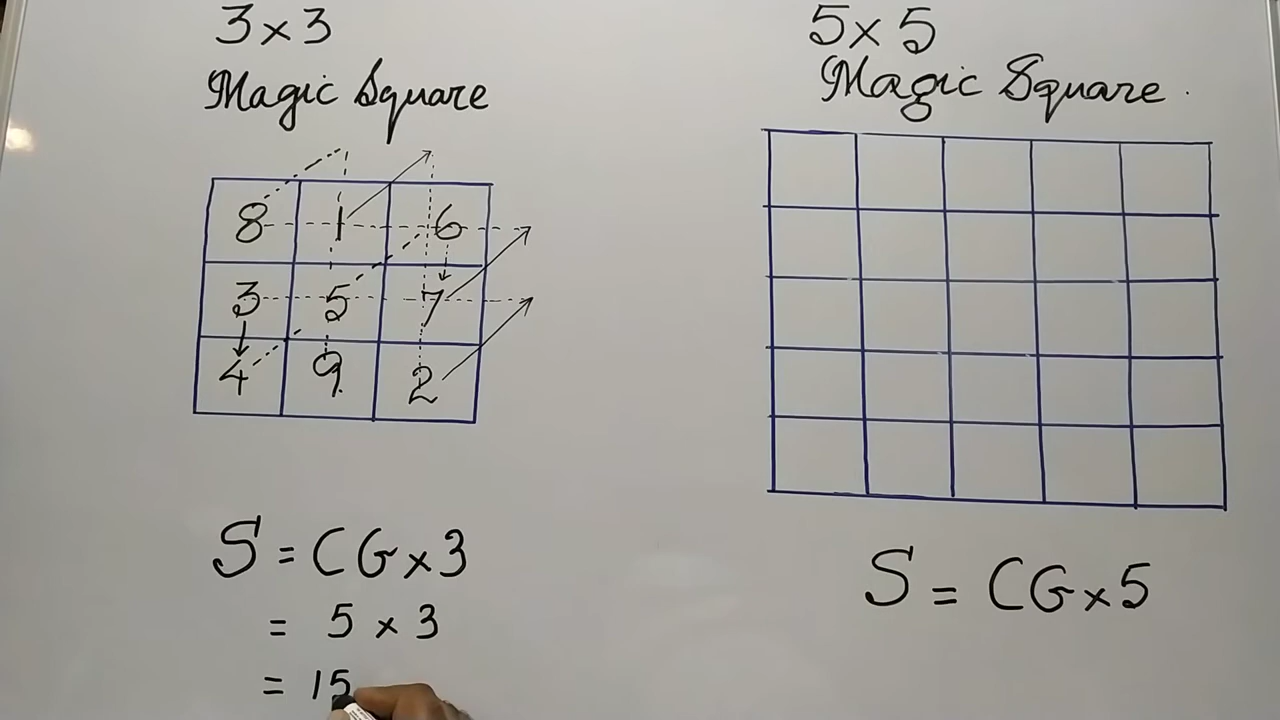 3×3
Magic Square
8 1 6
3 5 7
4 9 2
S = CG×3
= 5 × 3
= 15
5×5
Magic Square.
S = CG×5